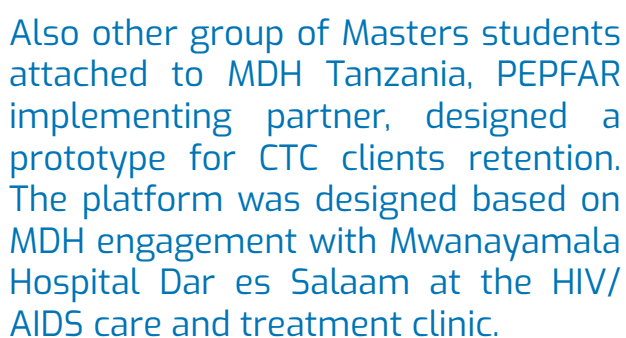 Also other group of Masters students
attached to MDH Tanzania, PEPFAR
implementing partner, designed a
prototype for CTC clients retention.
The platform was designed based on
MDH engagement with Mwanayamala
Hospital Dar es Salaam at the HIV/
AIDS care and treatment clinic.